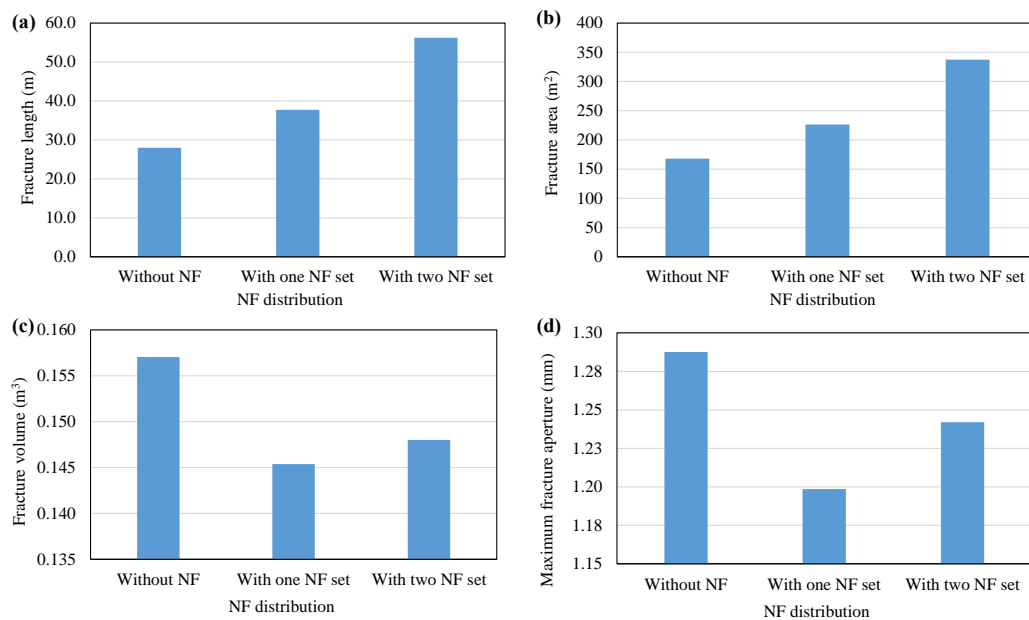 (a)
Fracture length (m)
60.0
50.0
40.0
30.0
20.0
10.0
0.0
Without NF With one NF set With two NF set
NF distribution
(b)
Fracture area (m²)
400
350
300
250
200
150
100
50
0
Without NF With one NF set With two NF set
NF distribution
(c)
Fracture volume (m³)
0.160
0.155
0.150
0.145
0.140
0.135
Without NF With one NF set With two NF set
NF distribution
(d)
Maximum fracture aperture (mm)
1.30
1.28
1.25
1.23
1.20
1.18
1.15
Without NF With one NF set With two NF set
NF distribution